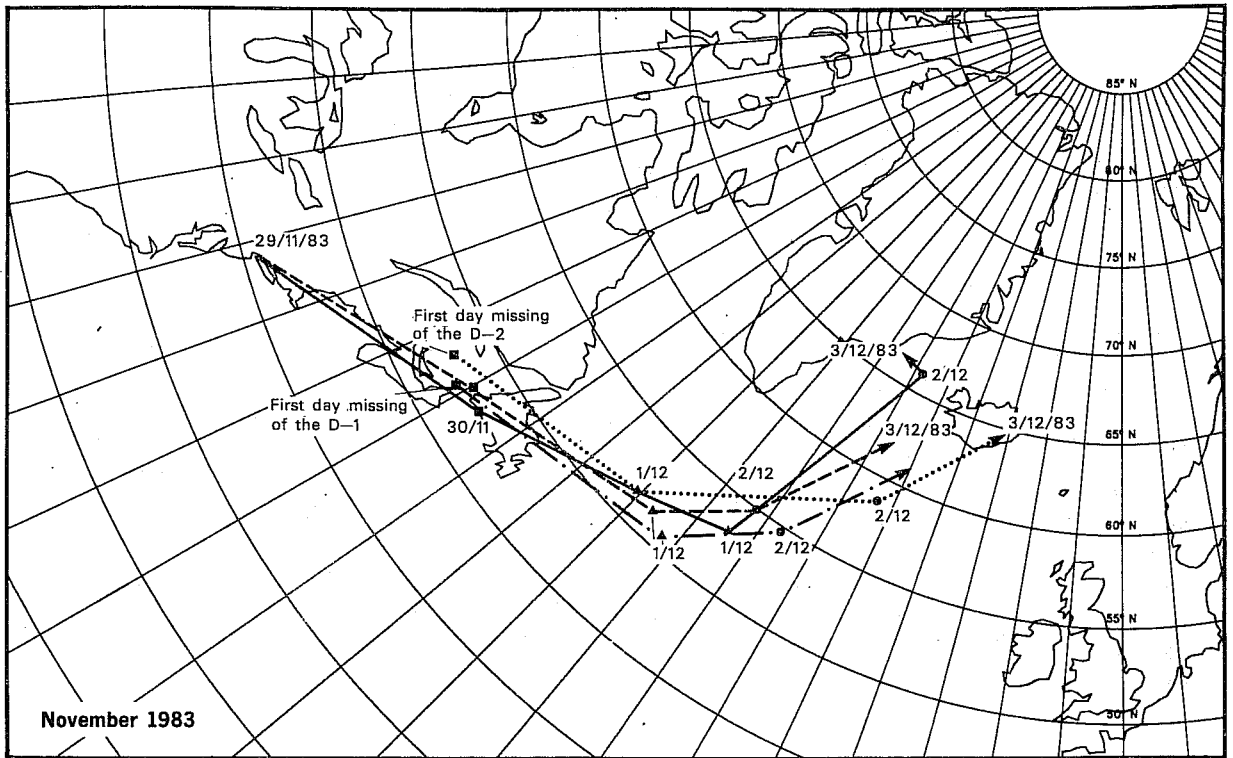 85° N
80° N
75° N
29/11/83
First day missing
of the D–2
70° N
3/12/83
2/12
First day missing
of the D–1
30/11
3/12/83
3/12/83
65° N
1/12
2/12
2/12
60° N
1/12
1/12
2/12
55° N
50° N
November 1983